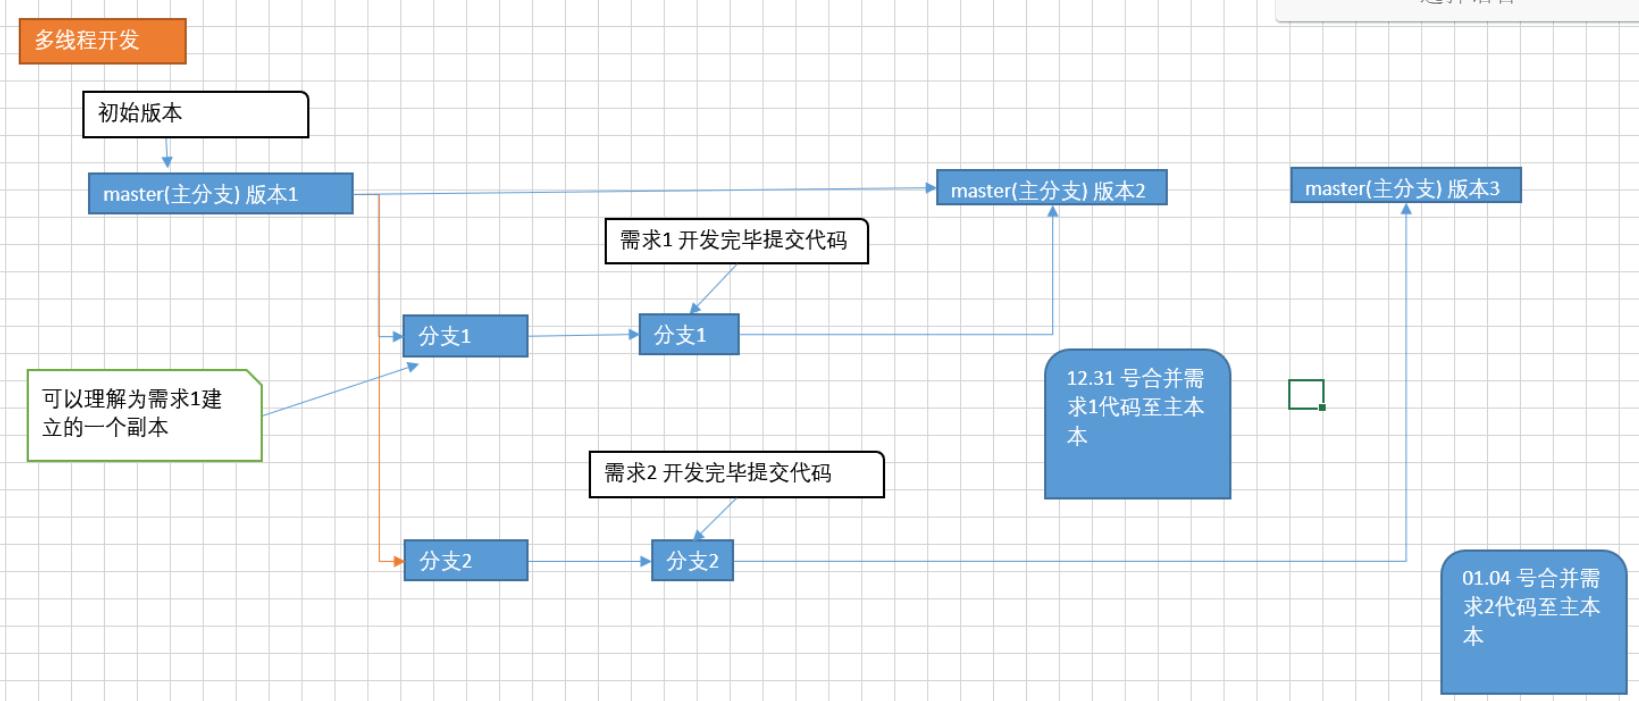 多线程开发
初始版本
master(主分支) 版本1
master(主分支) 版本2
master(主分支) 版本3
需求1 开发完毕提交代码
分支1
分支1
可以理解为需求1建
立的一个副本
12.31 号合并需
求1代码至主本
本
需求2 开发完毕提交代码
分支2
分支2
01.04 号合并需
求2代码至主本
本